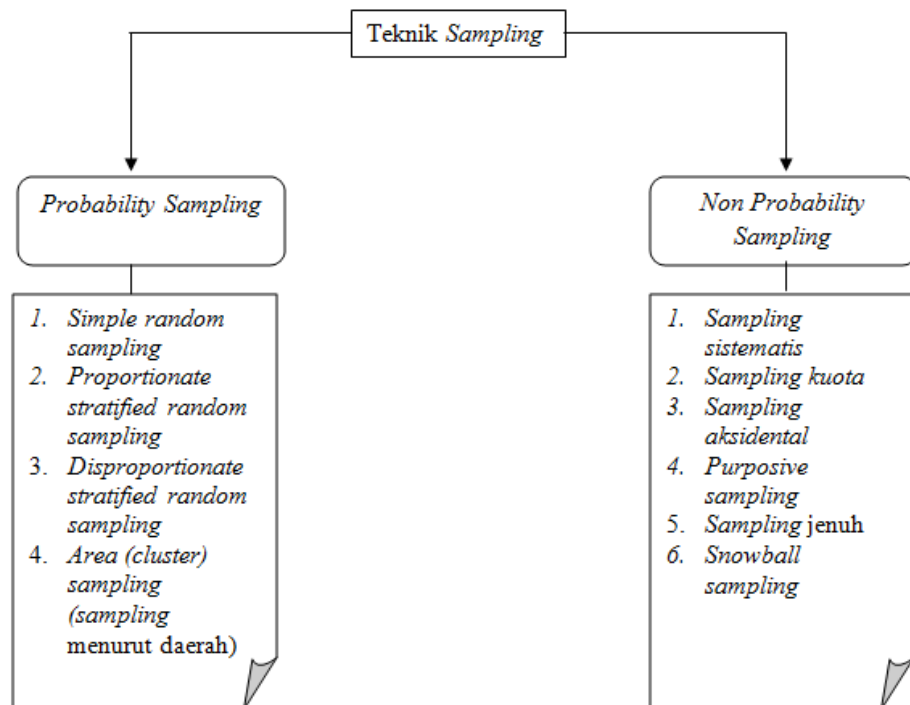 Teknik Sampling
Probability Sampling
1. Simple random
sampling
2. Proportionate
stratified random
sampling
3. Disproportionate
stratified random
sampling
4. Area (cluster)
sampling
(sampling
menurut daerah)
Non Probability
Sampling
1. Sampling
sistematis
2. Sampling kuota
3. Sampling
aksidental
4. Purposive
sampling
5. Sampling jenuh
6. Snowball
sampling